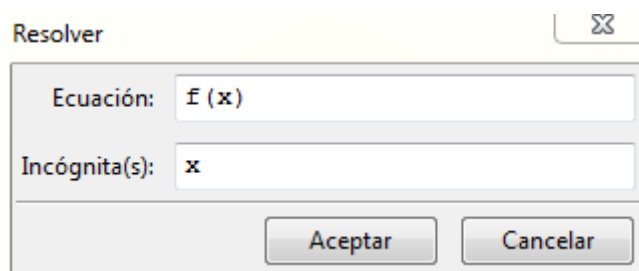 Resolver
Ecuación: f(x)
Incógnita(s): x
Aceptar Cancelar